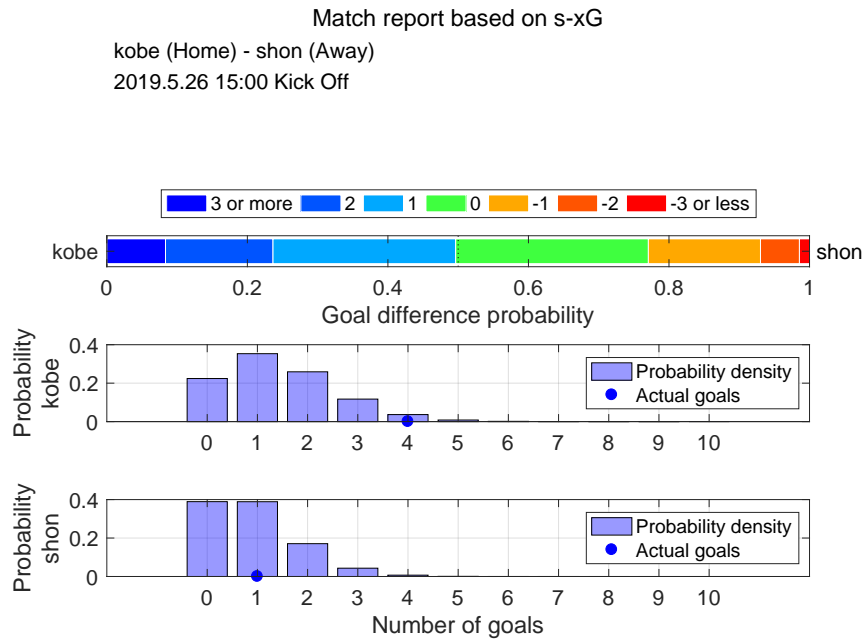 Match report based on s-xG
kobe (Home) - shon (Away)
2019.5.26 15:00 Kick Off
3 or more 2 1 0 -1 -2 -3 or less
kobe shon
0 0.2 0.4 0.6 0.8 1
Goal difference probability
Probability
kobe
0.4
0.2
0
Probability density
Actual goals
0 1 2 3 4 5 6 7 8 9 10
Probability
shon
0.4
0.2
0
Probability density
Actual goals
0 1 2 3 4 5 6 7 8 9 10
Number of goals